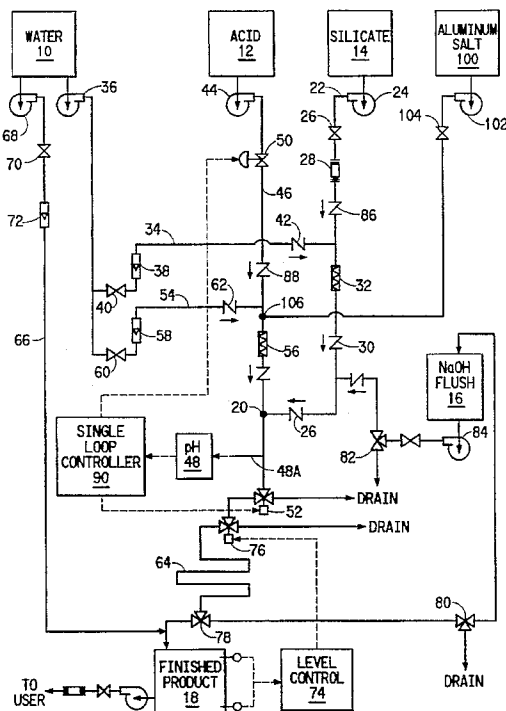 WATER
10
ACID
12
SILICATE
14
ALUMINUM
SALT
100
68
36
44
22
24
102
70
50
26
104
72
46
28
86
42
34
38
88
32
40
62
54
106
66
58
56
30
60
NaOH
FLUSH
16
20
26
84
82
SINGLE
LOOP
CONTROLLER
90
pH
48
48A
DRAIN
52
DRAIN
DRAIN
76
64
80
78
DRAIN
TO
USER
FINISHED
PRODUCT
18
LEVEL
CONTROL
74